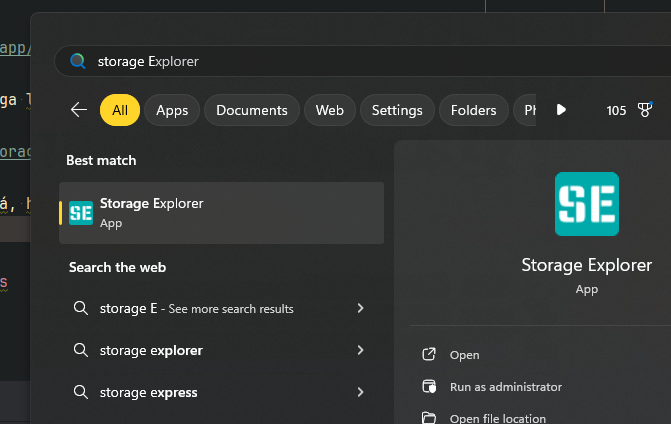 app/
storage Explorer
ga l
All Apps Documents Web Settings Folders Ph 105
orac
Best match
á, h
SE Storage Explorer
App
SE
Storage Explorer
App
Search the web
s
storage E - See more search results
storage explorer
storage express
Open
Run as administrator
Open file location